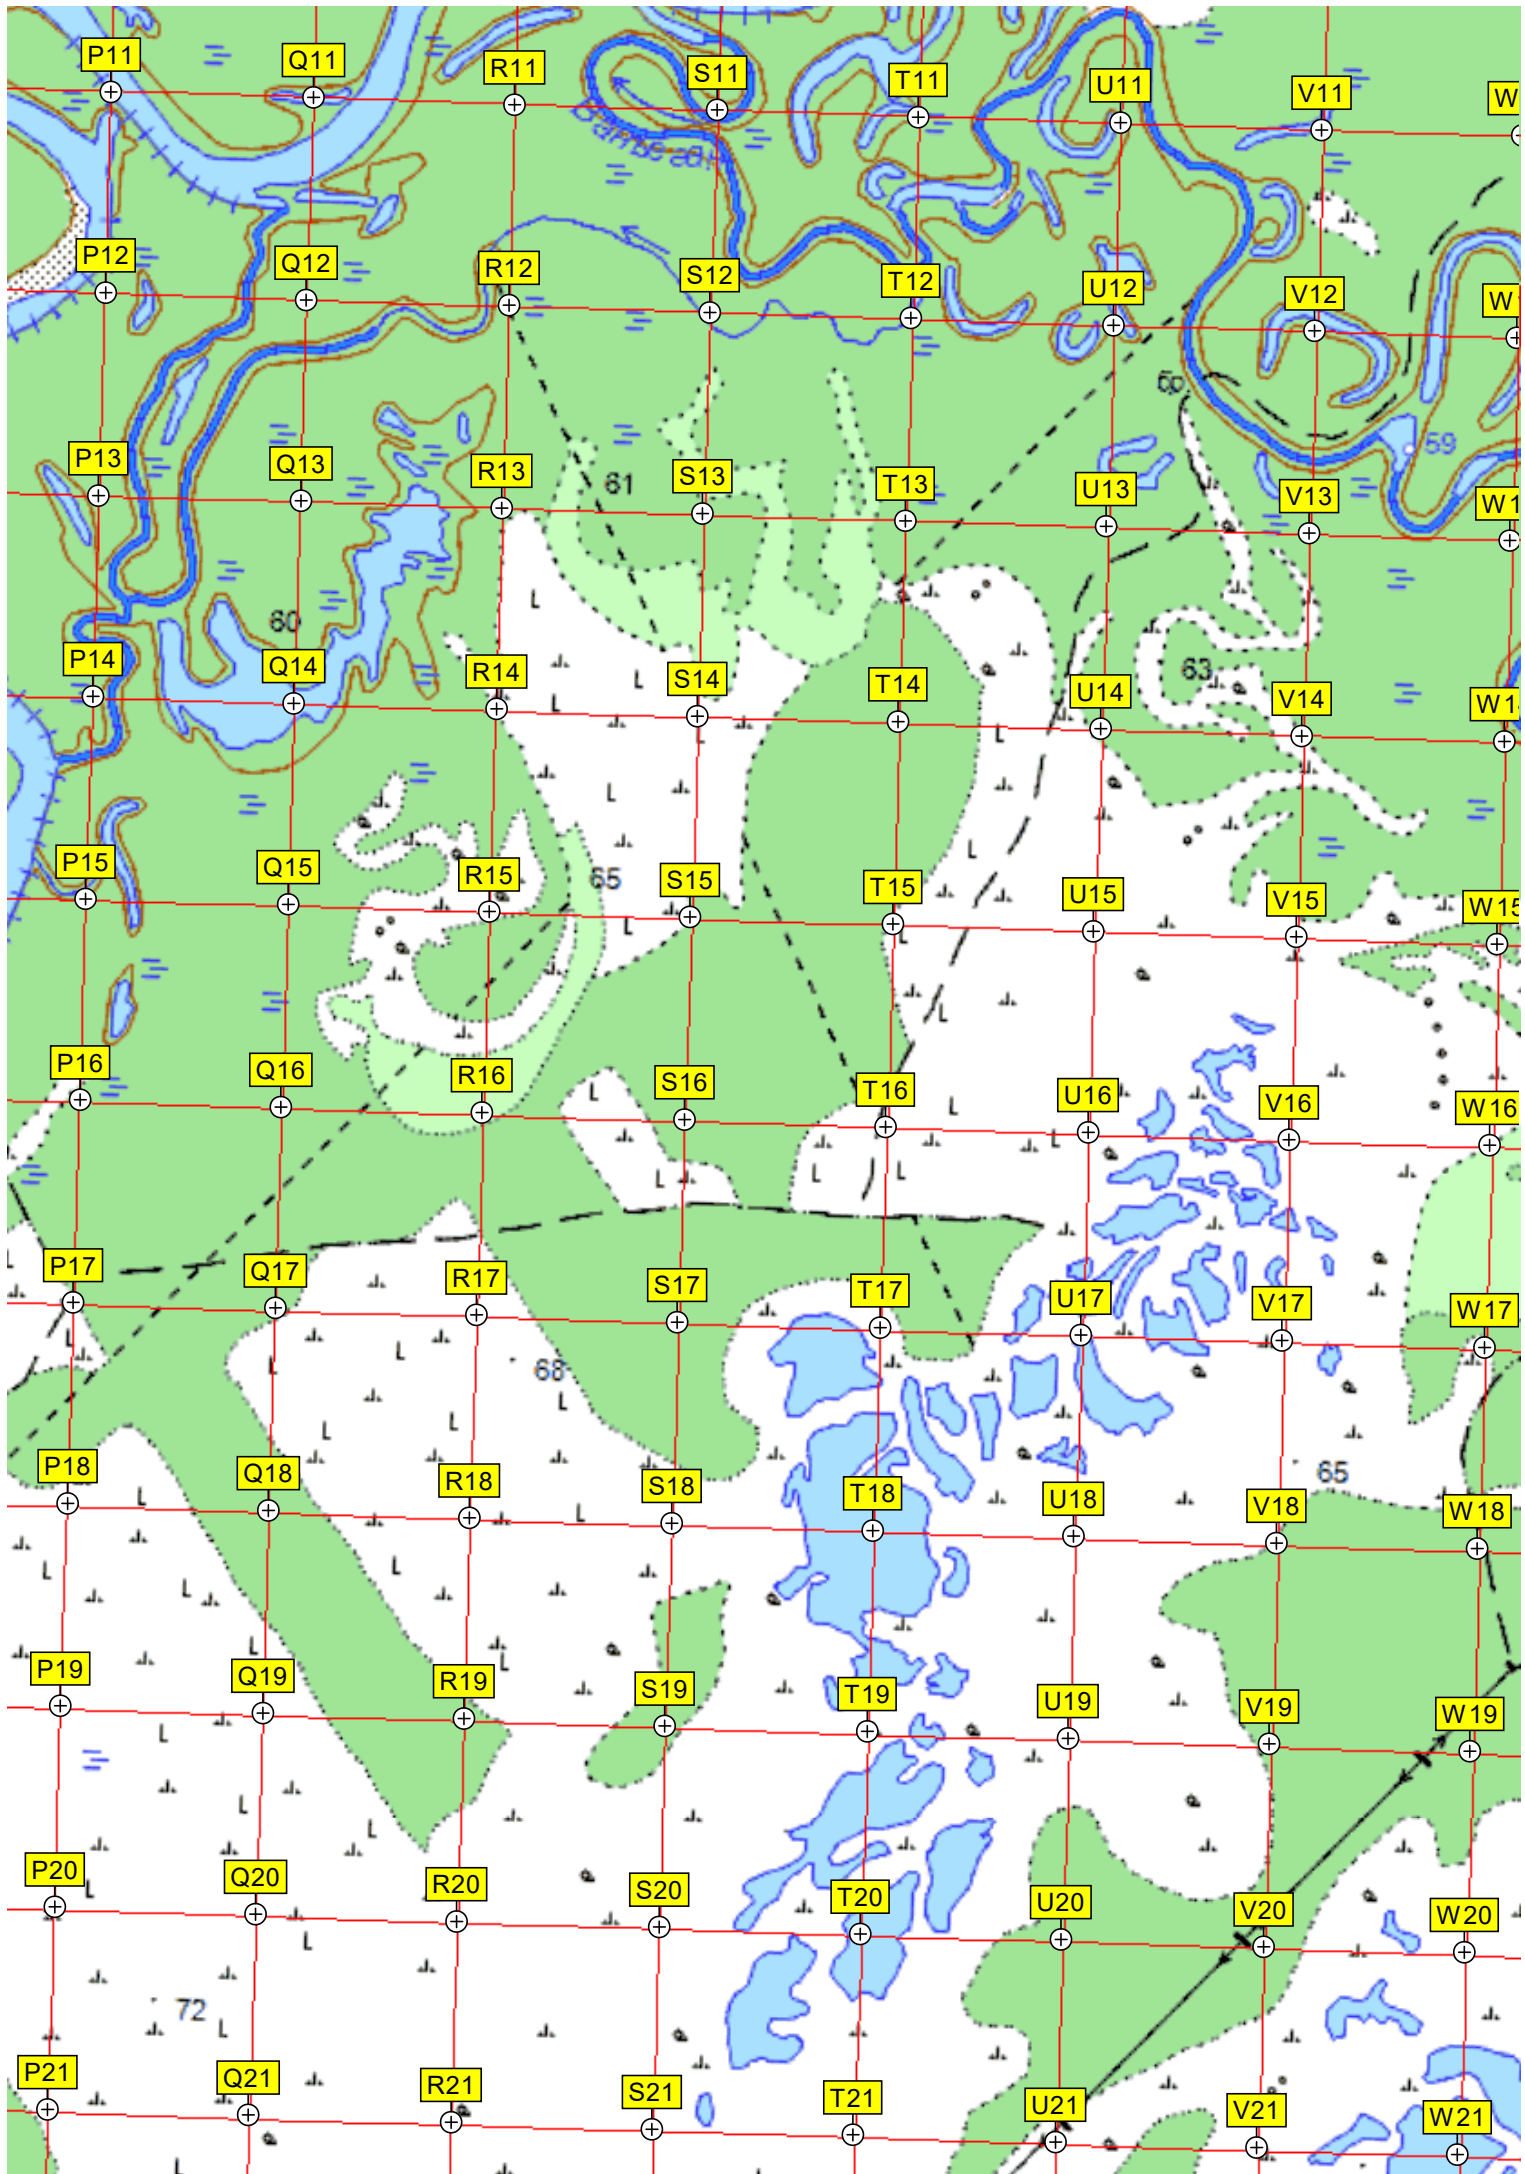 P11 Q11 R11 S11 T11 U11 V11 W
P12 Q12 R12 S12 T12 U12 V12 W
59
61
P13 Q13 R13 S13 T13 U13 V13 W1
60
63
P14 Q14 R14 S14 T14 U14 V14 W1
65
P15 Q15 R15 S15 T15 U15 V15 W15
P16 Q16 R16 S16 T16 U16 V16 W16
P17 Q17 R17 S17 T17 U17 V17 W17
68
65
P18 Q18 R18 S18 T18 U18 V18 W18
P19 Q19 R19 S19 T19 U19 V19 W19
P20 Q20 R20 S20 T20 U20 V20 W20
72
P21 Q21 R21 S21 T21 U21 V21 W21